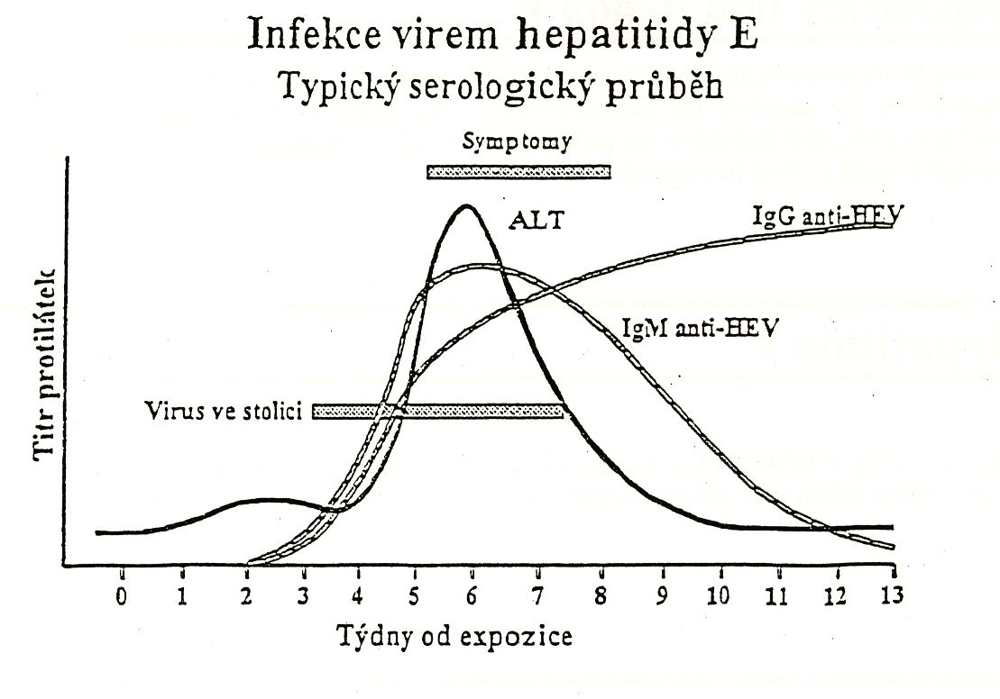 Infekce virem hepatitidy E
Typický serologický průběh
Symptomy
ALT
IgG anti-HEV
IgM anti-HEV
Virus ve stolici
Titr protilátek
0 1 2 3 4 5 6 7 8 9 10 11 12 13
Týdny od expozice